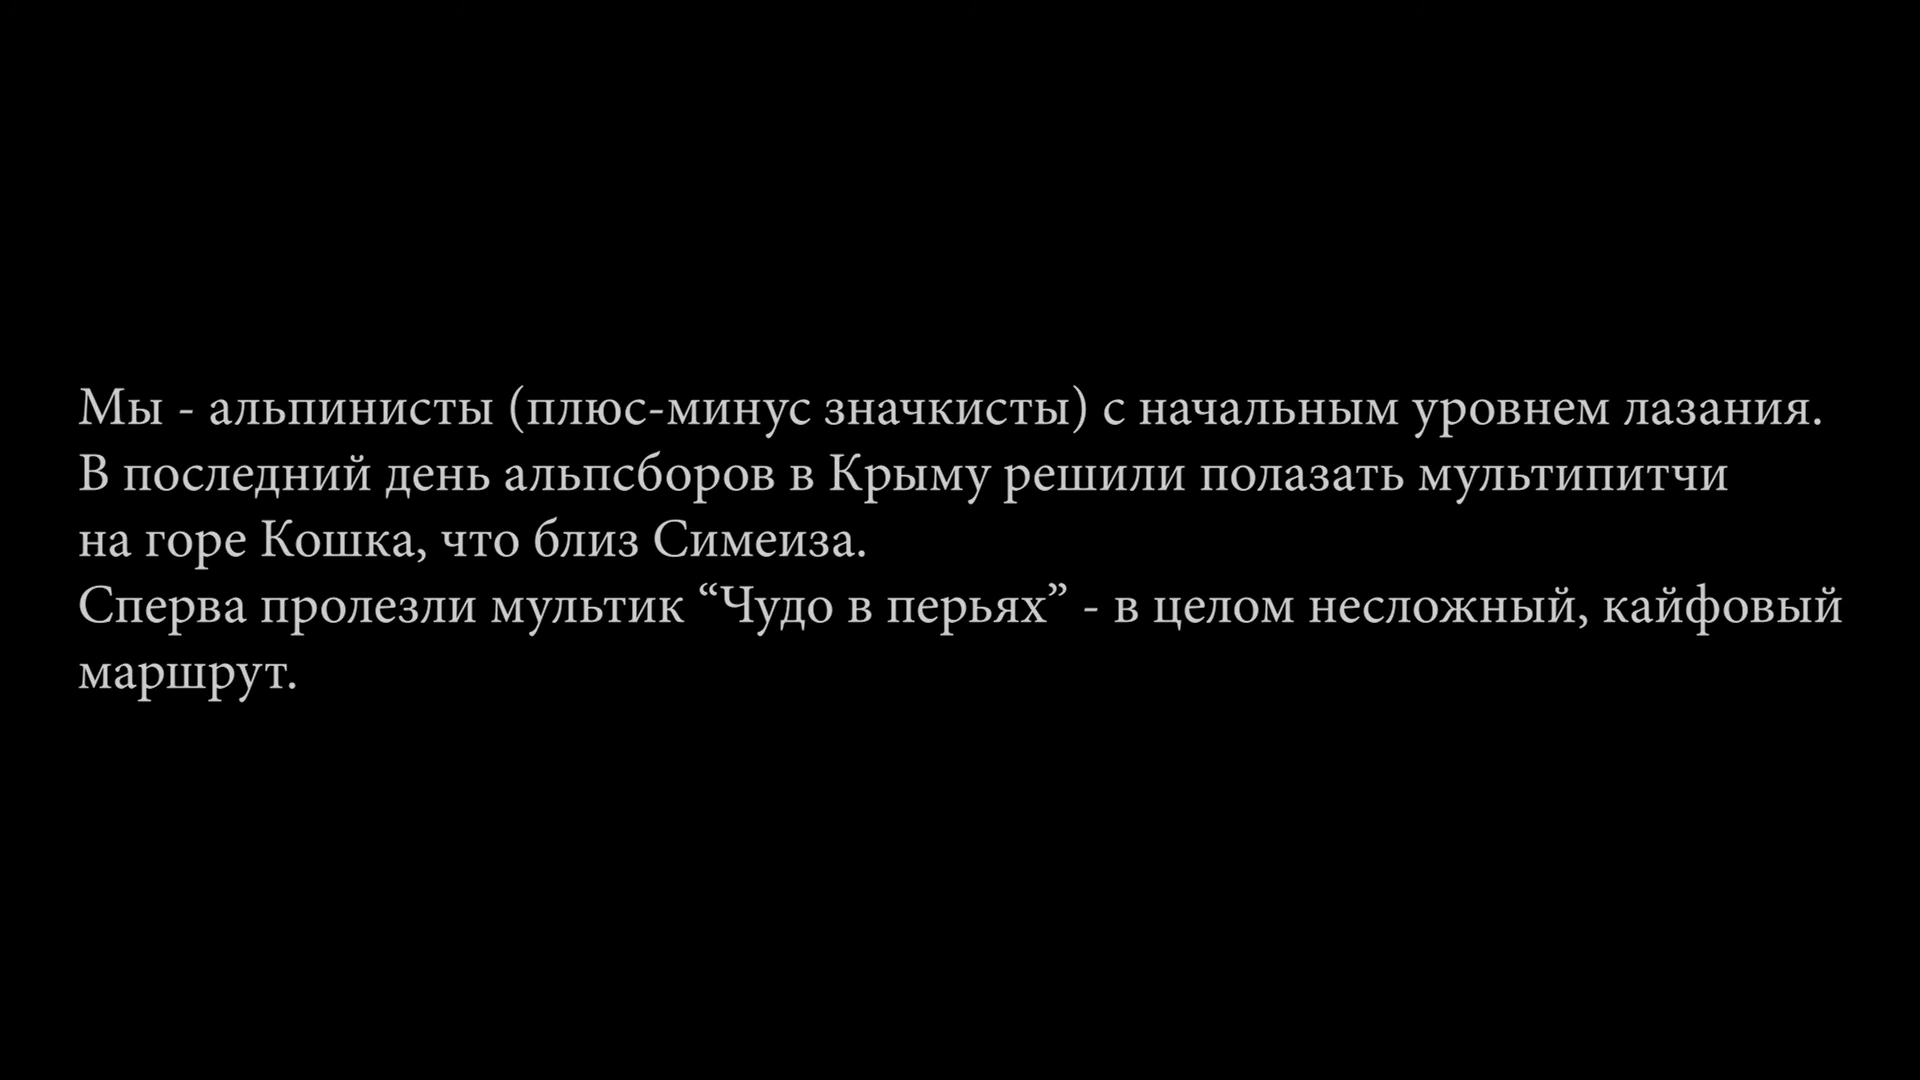 Мы - альпинисты (плюс-минус значкисты) с начальным уровнем лазания.
В последний день альпсборов в Крыму решили полазать мультипитчи
на горе Кошка, что близ Симеиза.
Сперва пролезли мультик “Чудо в перьях” - в целом несложный, кайфовый
маршрут.